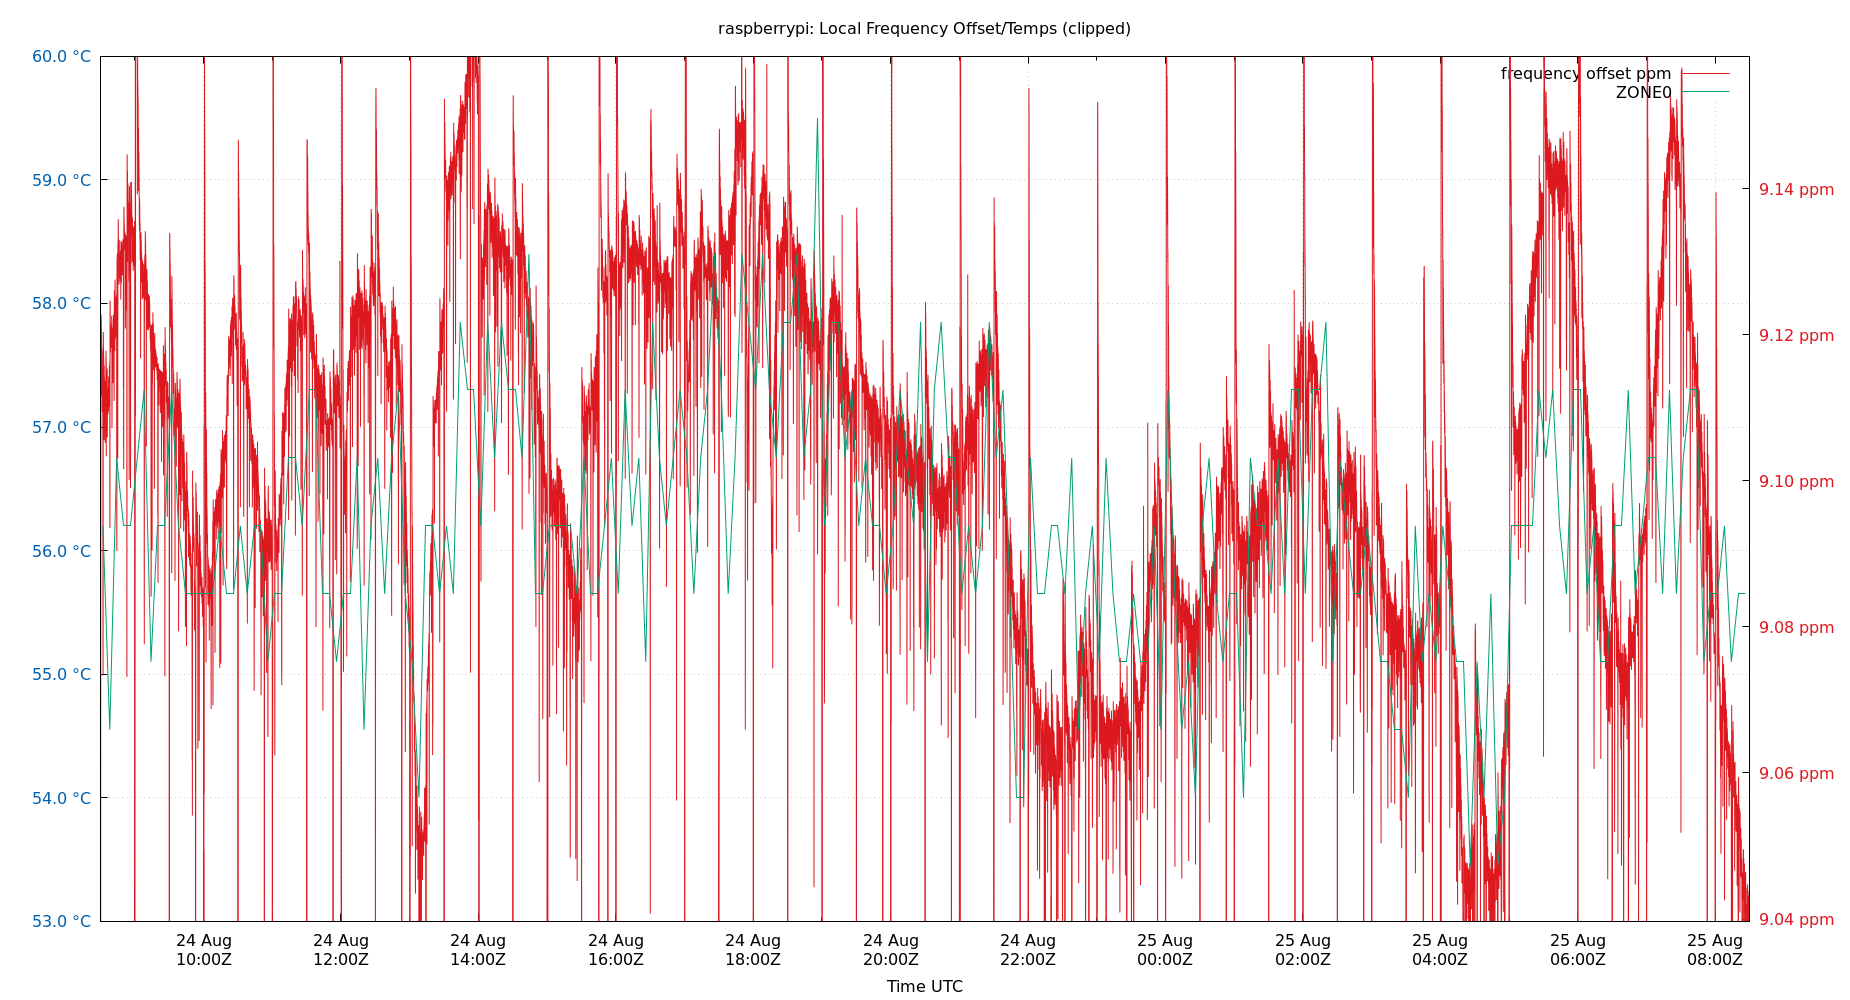 raspberrypi: Local Frequency Offset/Temps (clipped)
frequency offset ppm
ZONE0
60.0 °C
59.0 °C
58.0 °C
57.0 °C
56.0 °C
55.0 °C
54.0 °C
53.0 °C
9.14 ppm
9.12 ppm
9.10 ppm
9.08 ppm
9.06 ppm
9.04 ppm
24 Aug
10:00Z
24 Aug
12:00Z
24 Aug
14:00Z
24 Aug
16:00Z
24 Aug
18:00Z
24 Aug
20:00Z
24 Aug
22:00Z
25 Aug
00:00Z
25 Aug
02:00Z
25 Aug
04:00Z
25 Aug
06:00Z
25 Aug
08:00Z
Time UTC